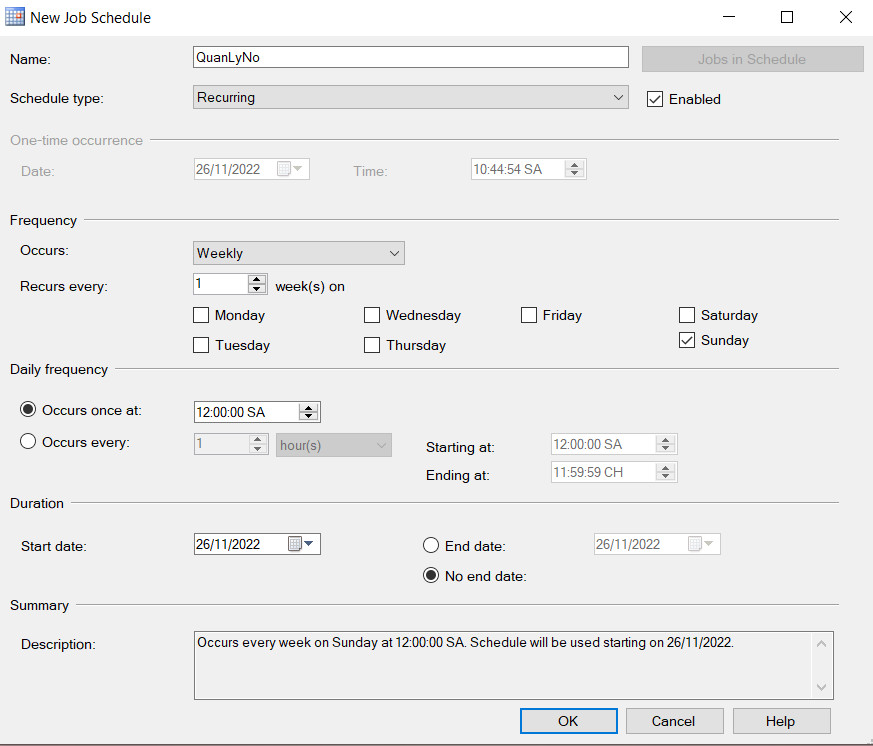 New Job Schedule
Name: QuanLyNo Jobs in Schedule
Schedule type: Recurring Enabled
One-time occurrence
Date: 26/11/2022 Time: 10:44:54 SA
Frequency
Occurs: Weekly
Recurs every: 1 week(s) on
Monday Wednesday Friday Saturday
Tuesday Thursday Sunday
Daily frequency
Occurs once at: 12:00:00 SA
Occurs every: 1 hour(s) Starting at: 12:00:00 SA
Ending at: 11:59:59 CH
Duration
Start date: 26/11/2022 End date: 26/11/2022
No end date:
Summary
Description: Occurs every week on Sunday at 12:00:00 SA. Schedule will be used starting on 26/11/2022.
OK Cancel Help